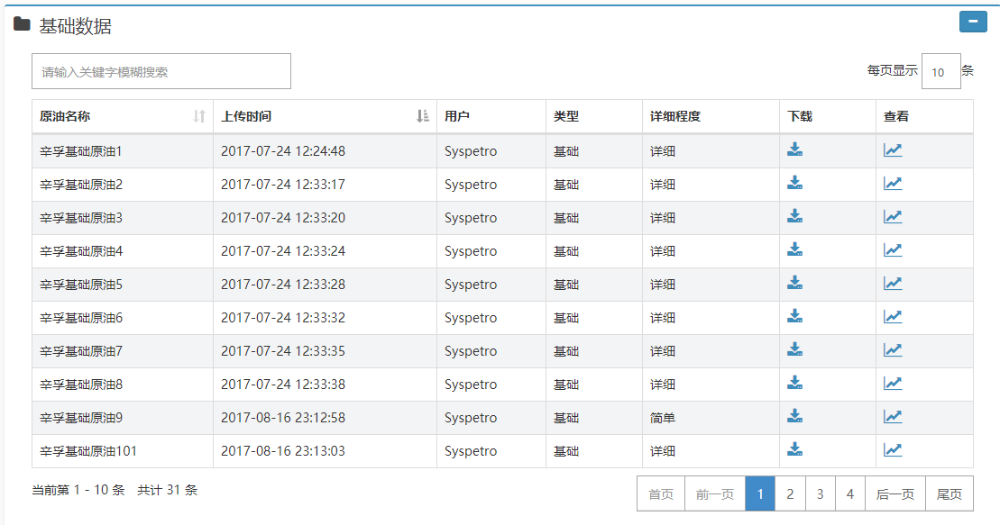 基础数据
请输入关键字模糊搜索
每页显示 10 条
原油名称 上传时间 用户 类型 详细程度 下载 查看
辛孚基础原油1 2017-07-24 12:24:48 Syspetro 基础 详细
辛孚基础原油2 2017-07-24 12:33:17 Syspetro 基础 详细
辛孚基础原油3 2017-07-24 12:33:20 Syspetro 基础 详细
辛孚基础原油4 2017-07-24 12:33:24 Syspetro 基础 详细
辛孚基础原油5 2017-07-24 12:33:28 Syspetro 基础 详细
辛孚基础原油6 2017-07-24 12:33:32 Syspetro 基础 详细
辛孚基础原油7 2017-07-24 12:33:35 Syspetro 基础 详细
辛孚基础原油8 2017-07-24 12:33:38 Syspetro 基础 详细
辛孚基础原油9 2017-08-16 23:12:58 Syspetro 基础 简单
辛孚基础原油101 2017-08-16 23:13:03 Syspetro 基础 详细
当前第 1 - 10 条 共计 31 条
首页 前一页 1 2 3 4 后一页 尾页